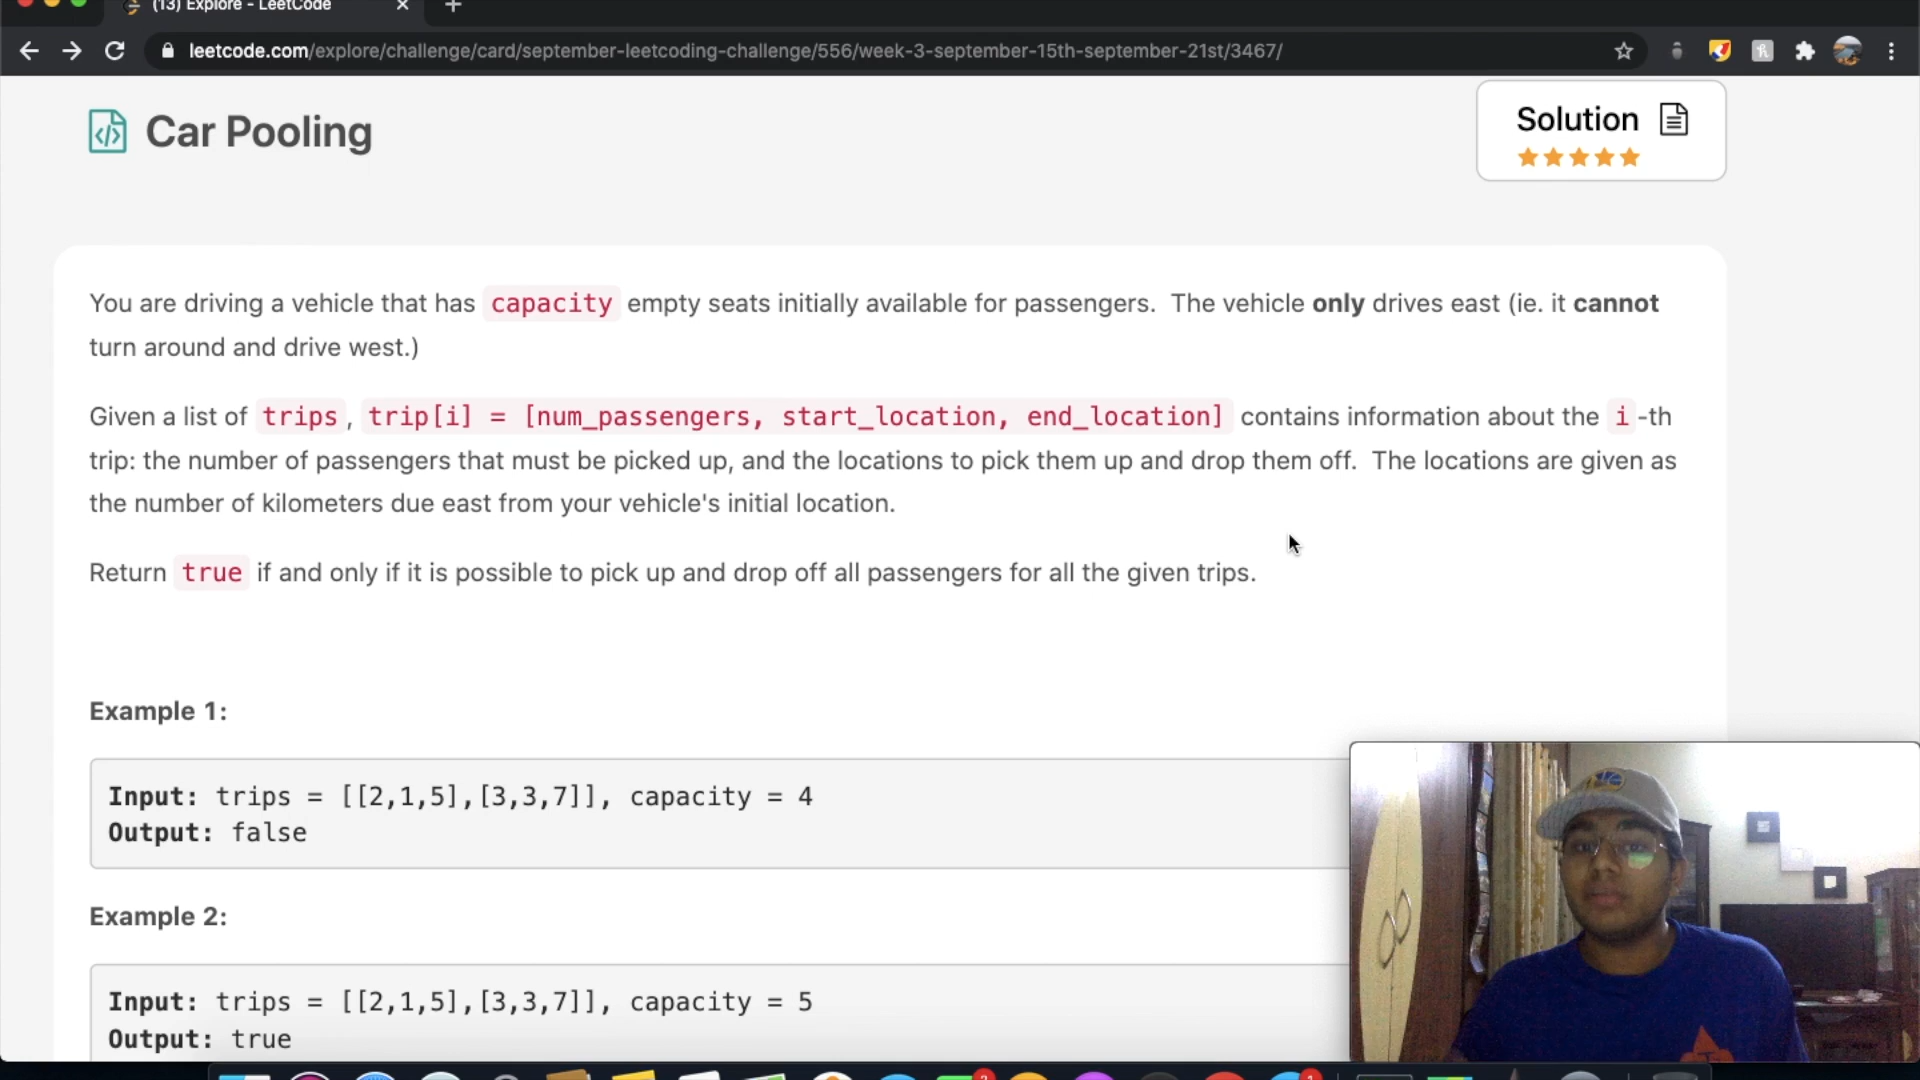 (13) Explore - LeetCode
leetcode.com/explore/challenge/card/september-leetcoding-challenge/556/week-3-september-15th-september-21st/3467/
Car Pooling
Solution
You are driving a vehicle that has capacity empty seats initially available for passengers. The vehicle only drives east (ie. it cannot
turn around and drive west.)
Given a list of trips, trip[i] = [num_passengers, start_location, end_location] contains information about the i-th
trip: the number of passengers that must be picked up, and the locations to pick them up and drop them off. The locations are given as
the number of kilometers due east from your vehicle's initial location.
Return true if and only if it is possible to pick up and drop off all passengers for all the given trips.
Example 1:
Input: trips = [[2,1,5],[3,3,7]], capacity = 4
Output: false
Example 2:
Input: trips = [[2,1,5],[3,3,7]], capacity = 5
Output: true